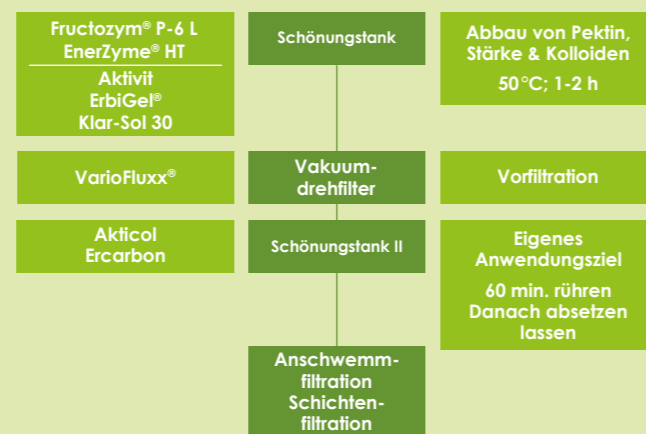 Fructozym® P-6 L
EnerZyme® HT
Aktivit
ErbiGel®
Klar-Sol 30
Schönungstank
Abbau von Pektin,
Stärke & Kolloiden
50°C; 1-2 h
VarioFluxx®
Vakuum-
drehfilter
Vorfiltration
Akticol
Ercarbon
Schönungstank II
Eigenes
Anwendungsziel
60 min. rühren
Danach absetzen
lassen
Anschwemm-
filtration
Schichten-
filtration